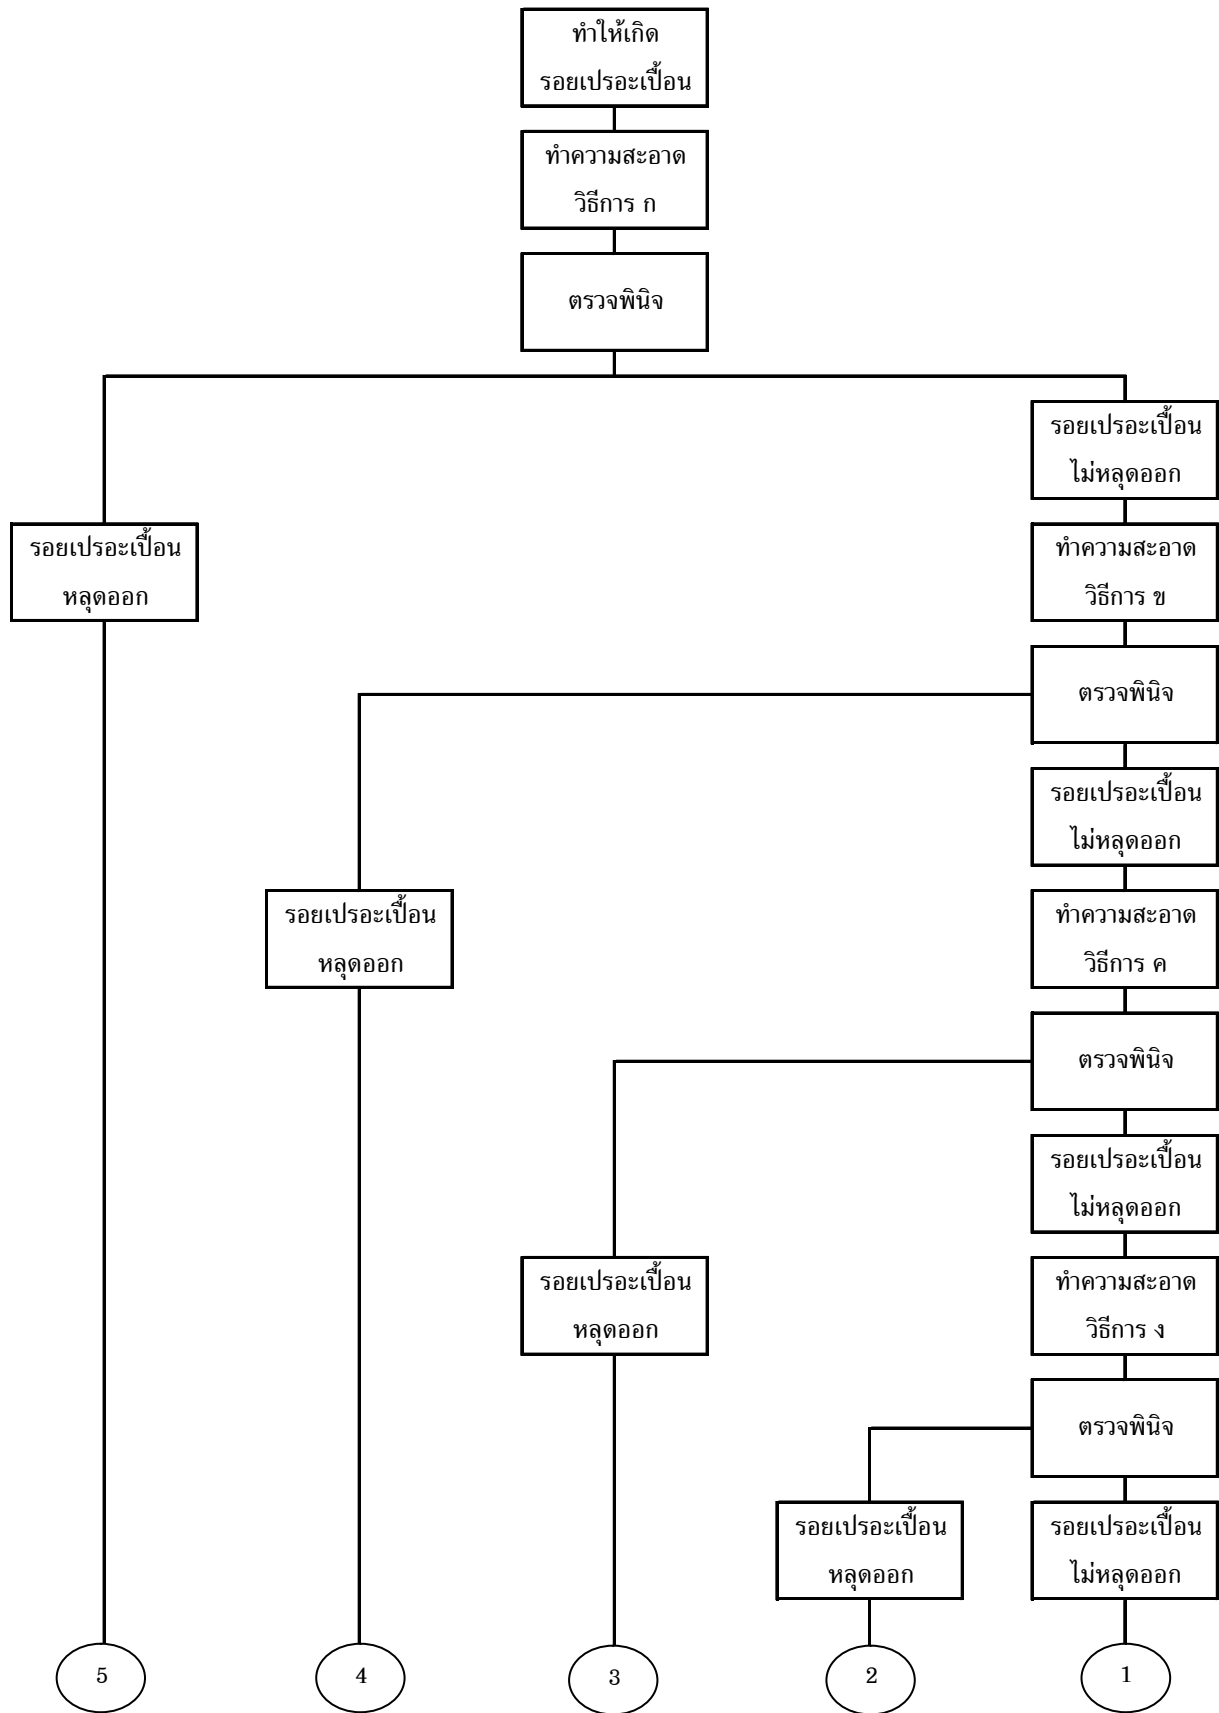 ทำให้เกิด
รอยเปรอะเปื้อน
ทำความสะอาด
วิธีการ ก
ตรวจพินิจ
รอยเปรอะเปื้อน
ไม่หลุดออก
รอยเปรอะเปื้อน
หลุดออก
ทำความสะอาด
วิธีการ ข
ตรวจพินิจ
รอยเปรอะเปื้อน
ไม่หลุดออก
รอยเปรอะเปื้อน
หลุดออก
ทำความสะอาด
วิธีการ ค
ตรวจพินิจ
รอยเปรอะเปื้อน
ไม่หลุดออก
รอยเปรอะเปื้อน
หลุดออก
ทำความสะอาด
วิธีการ ง
ตรวจพินิจ
รอยเปรอะเปื้อน
หลุดออก
รอยเปรอะเปื้อน
ไม่หลุดออก
5
4
3
2
1